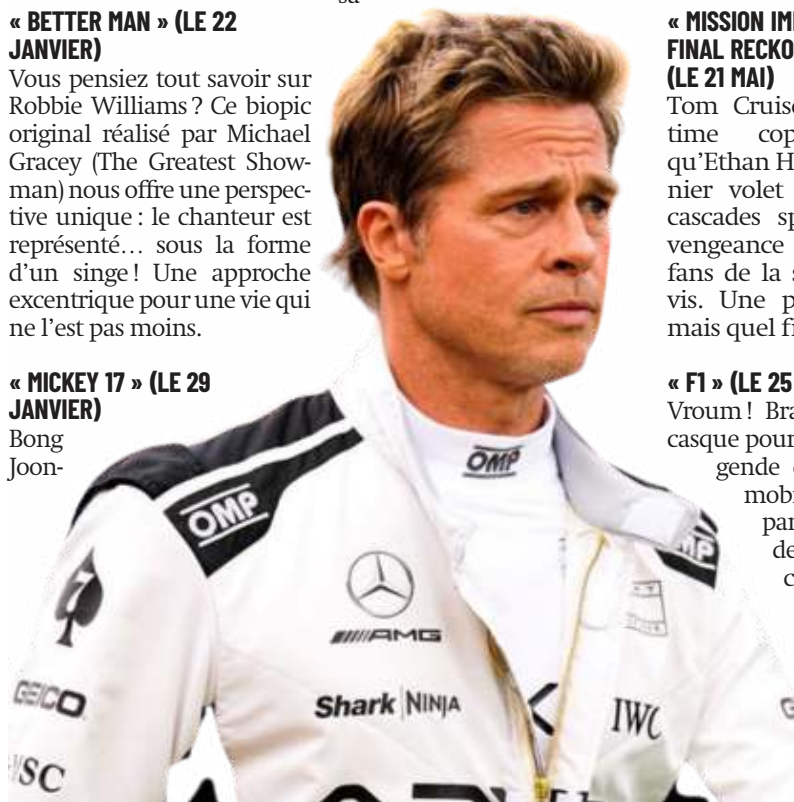 « BETTER MAN » (LE 22
JANVIER)
Vous pensiez tout savoir sur
Robbie Williams ? Ce biopic
original réalisé par Michael
Gracey (The Greatest Show-
man) nous offre une perspec-
tive unique : le chanteur est
représenté… sous la forme
d'un singe ! Une approche
excentrique pour une vie qui
ne l'est pas moins.
« MICKEY 17 » (LE 29
JANVIER)
Bong
Joon-
« MISSION IM
FINAL RECKO
(LE 21 MAI)
Tom Cruise
time cop
qu'Ethan H
nier volet
cascades sp
vengeance
fans de la s
vis. Une p
mais quel fi
« F1 » (LE 25
Vroum ! Bra
casque pour
gende
mobi
par
de
c
OMP
OMP
7
AMG
GEICO
Shark NINJA
IWC
MSC